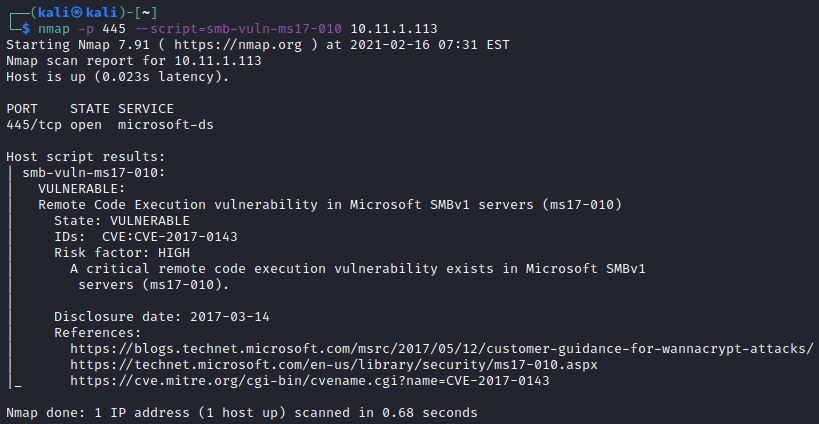 ┌──(kali㉿kali)-[~]
└─$ nmap -p 445 --script=smb-vuln-ms17-010 10.11.1.113
Starting Nmap 7.91 ( https://nmap.org ) at 2021-02-16 07:31 EST
Nmap scan report for 10.11.1.113
Host is up (0.023s latency).

PORT    STATE SERVICE
445/tcp open  microsoft-ds

Host script results:
| smb-vuln-ms17-010:
|   VULNERABLE:
|   Remote Code Execution vulnerability in Microsoft SMBv1 servers (ms17-010)
|     State: VULNERABLE
|     IDs:  CVE:CVE-2017-0143
|     Risk factor: HIGH
|       A critical remote code execution vulnerability exists in Microsoft SMBv1
|        servers (ms17-010).
|
|     Disclosure date: 2017-03-14
|     References:
|       https://blogs.technet.microsoft.com/msrc/2017/05/12/customer-guidance-for-wannacrypt-attacks/
|       https://technet.microsoft.com/en-us/library/security/ms17-010.aspx
|_      https://cve.mitre.org/cgi-bin/cvename.cgi?name=CVE-2017-0143

Nmap done: 1 IP address (1 host up) scanned in 0.68 seconds